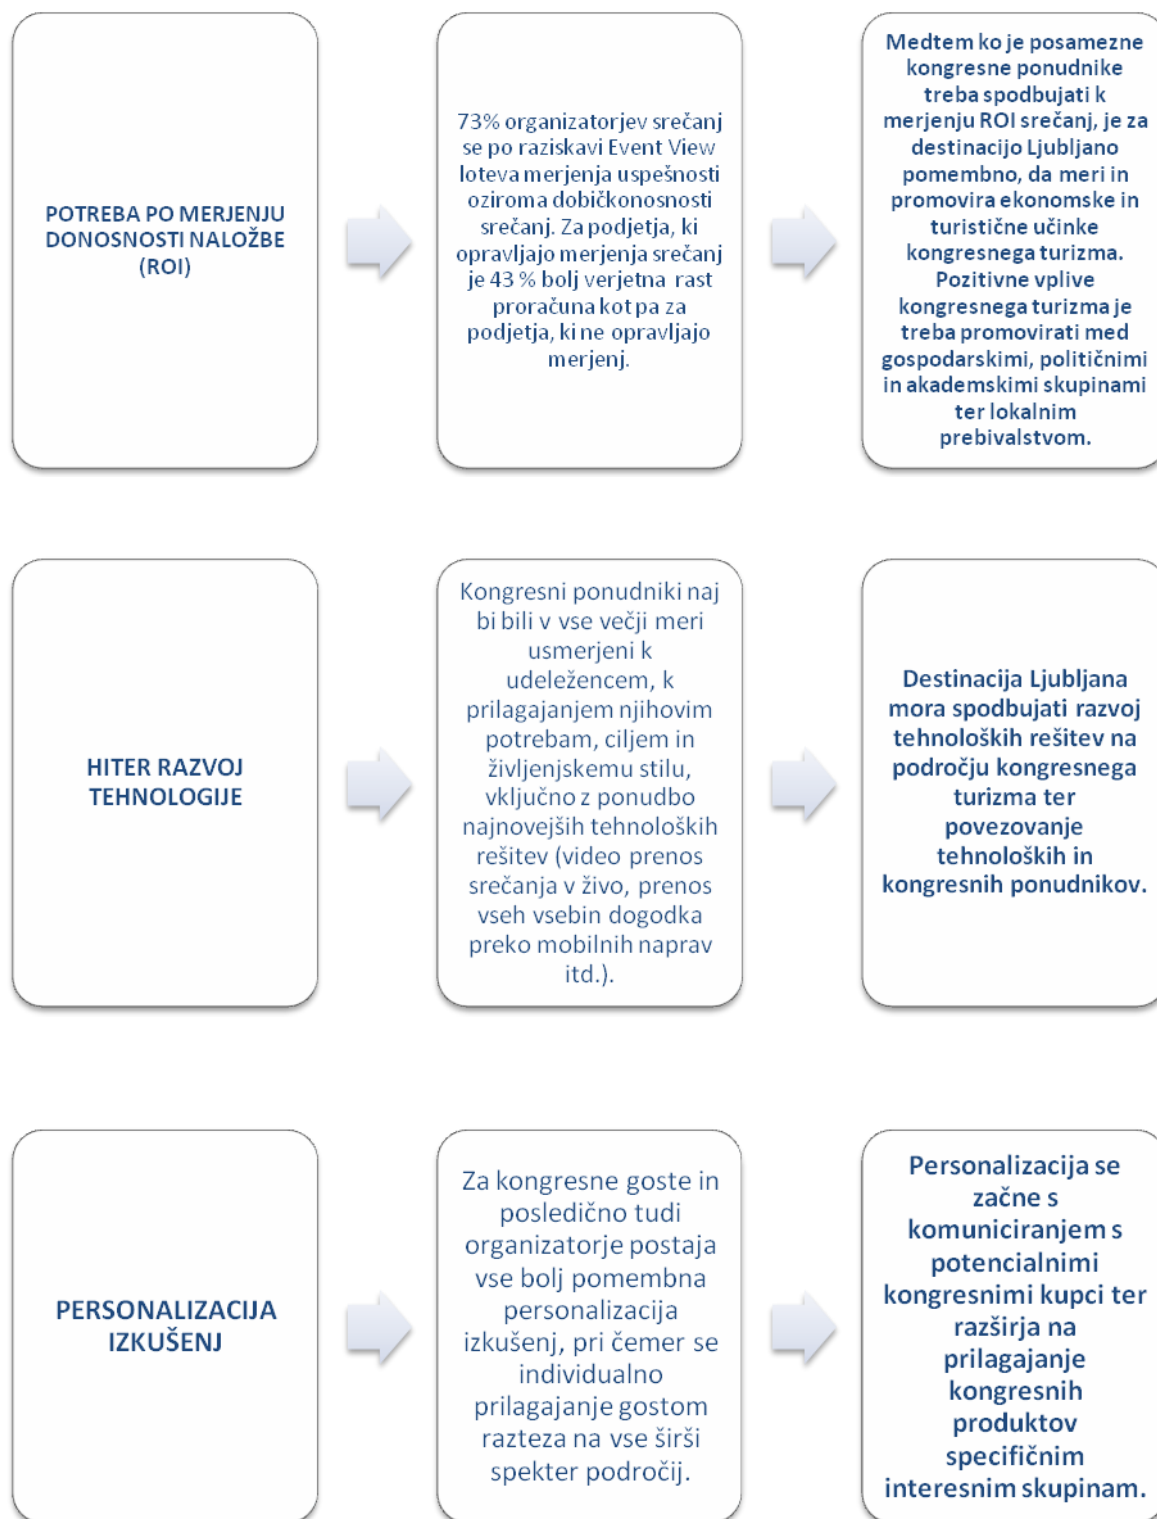 POTREBA PO MERJENJU
DONOSNOSTI NALOŽBE
(ROI)
73% organizatorjev srečanj
se po raziskavi Event View
loteva merjenja uspešnosti
oziroma dobičkonosnosti
srečanj. Za podjetja, ki
opravljajo merjenja srečanj
je 43 % bolj verjetna rast
proračuna kot pa za
podjetja, ki ne opravljajo
merjenj.
Medtem ko je posamezne
kongresne ponudnike
treba spodbujati k
merjenju ROI srečanj, je za
destinacijo Ljubljano
pomembno, da meri in
promovira ekonomske in
turistične učinke
kongresnega turizma.
Pozitivne vplive
kongresnega turizma je
treba promovirati med
gospodarskimi, političnimi
in akademskimi skupinami
ter lokalnim
prebivalstvom.
HITER RAZVOJ
TEHNOLOGIJE
Kongresni ponudniki naj
bi bili v vse večji meri
usmerjeni k
udeležencem, k
prilagajanjem njihovim
potrebam, ciljem in
življenjskemu stilu,
vključno z ponudbo
najnovejših tehnoloških
rešitev (video prenos
srečanja v živo, prenos
vseh vsebin dogodka
preko mobilnih naprav
itd.).
Destinacija Ljubljana
mora spodbujati razvoj
tehnoloških rešitev na
področju kongresnega
turizma ter
povezovanje
tehnoloških in
kongresnih ponudnikov.
PERSONALIZACIJA
IZKUŠENJ
Za kongresne goste in
posledično tudi
organizatorje postaja
vse bolj pomembna
personalizacija
izkušenj, pri čemer se
individualno
prilagajanje gostom
razteza na vse širši
spekter področij.
Personalizacija se
začne s
komuniciranjem s
potencialnimi
kongresnimi kupci ter
razširja na
prilagajanje
kongresnih
produktov
specifičnim
interesnim skupinam.